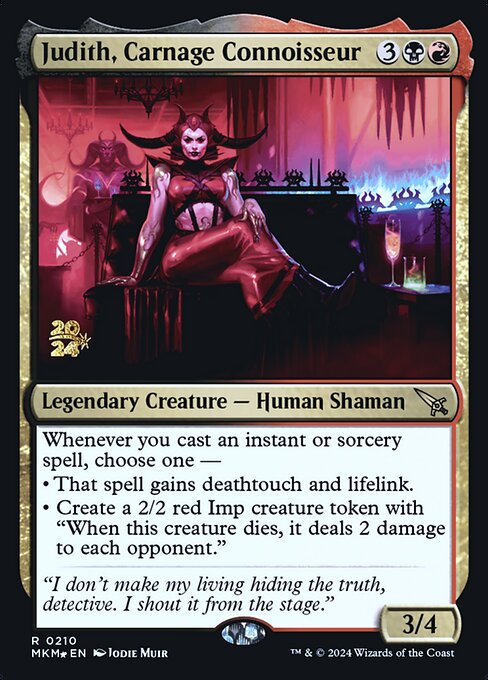 Judith, Carnage Connoisseur 3
20
24
Legendary Creature — Human Shaman
Whenever you cast an instant or sorcery
spell, choose one —
• That spell gains deathtouch and lifelink.
• Create a 2/2 red Imp creature token with
“When this creature dies, it deals 2 damage
to each opponent.”
“I don't make my living hiding the truth,
detective. I shout it from the stage.”
3/4
R 0210
MKM★EN Jodie Muir
™ & © 2024 Wizards of the Coast